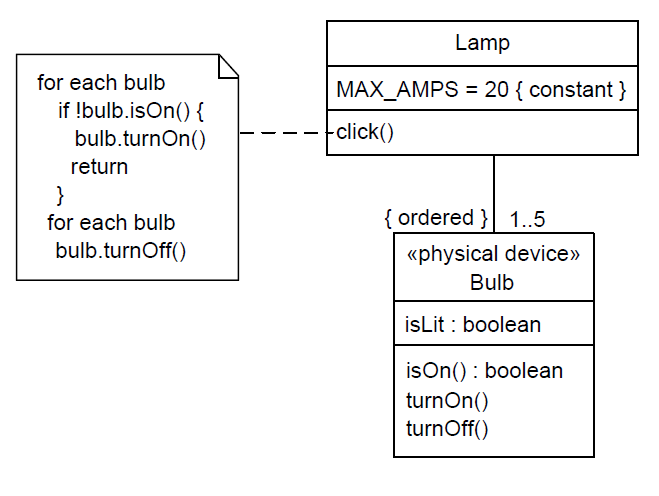 for each bulb
if !bulb.isOn() {
bulb.turnOn()
return
}
for each bulb
bulb.turnOff()
Lamp
MAX_AMPS = 20 { constant }
click()
{ ordered } 1..5
«physical device»
Bulb
isLit : boolean
isOn() : boolean
turnOn()
turnOff()